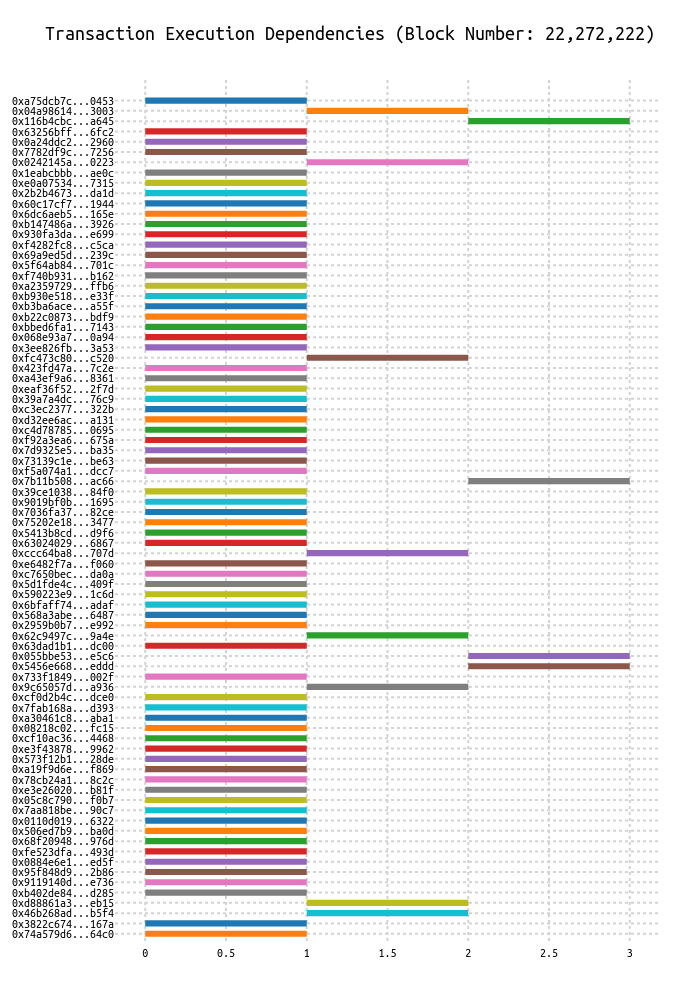 Transaction Execution Dependencies (Block Number: 22,272,222)
0xa75dcb7c...0453
0x04a98614...3003
0x116b4cbc...a645
0x63256bff...6fc2
0x0a24ddc2...2960
0x7782df9c...7256
0x0242145a...0223
0x1eabcbbb...ae0c
0xe0a07534...7315
0x2b2b4673...da1d
0x60c17cf7...1944
0x6dc6aeb5...165e
0xb147486a...3926
0x930fa3da...e699
0xf4282fc8...c5ca
0x69a9ed5d...239c
0x5f64ab84...701c
0xf740b931...b162
0xa2359729...ffb6
0xb930e518...e33f
0xb3ba6ace...a55f
0xb22c0873...bdf9
0xbbed6fa1...7143
0x068e93a7...0a94
0x3ee826fb...3a53
0xfc473c80...c520
0x423fd47a...7c2e
0xa43ef9a6...8361
0xeaf36f52...2f7d
0x39a7a4dc...76c9
0xc3ec2377...322b
0xd32ee6ac...a131
0xc4d78785...0695
0xf92a3ea6...675a
0x7d9325e5...ba35
0x73139c1e...be63
0xf5a074a1...dcc7
0x7b11b508...ac66
0x39ce1038...84f0
0x9019bf0b...1695
0x7036fa37...82ce
0x75202e18...3477
0x5413b8cd...d9f6
0x63024029...6867
0xccc64ba8...707d
0xe6482f7a...f060
0xc7650bec...da0a
0x5d1fde4c...409f
0x590223e9...1c6d
0x6bfaff74...adaf
0x568a3abe...6487
0x2959b0b7...e992
0x62c9497c...9a4e
0x63dad1b1...dc00
0x055bbe53...e5c6
0x5456e668...eddd
0x733f1849...002f
0x9c65057d...a936
0xcf0d2b4c...dce0
0x7fab168a...d393
0xa30461c8...aba1
0x08218c02...fc15
0xcf10ac36...4468
0xe3f43878...9962
0x573f12b1...28de
0xa19f9d6e...f869
0x78cb24a1...8c2c
0xe3e26020...b81f
0x05c8c790...f0b7
0x7aa818be...90c7
0x0110d019...6322
0x506ed7b9...ba0d
0x68f20948...976d
0xfe523dfa...493d
0x0884e6e1...ed5f
0x95f848d9...2b86
0x9119140d...e736
0xb402de84...d285
0xd88861a3...eb15
0x46b268ad...b5f4
0x3822c674...167a
0x74a579d6...64c0
0 0.5 1 1.5 2 2.5 3